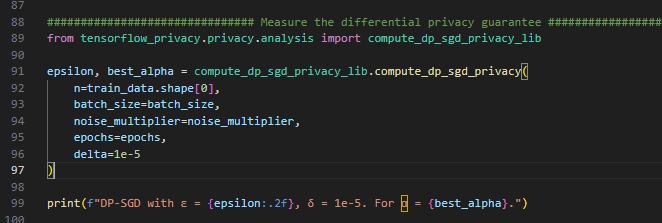 87
88 ############################### Measure the differential privacy guarantee #################
89 from tensorflow_privacy.privacy.analysis import compute_dp_sgd_privacy_lib
90
91 epsilon, best_alpha = compute_dp_sgd_privacy_lib.compute_dp_sgd_privacy(
92     n=train_data.shape[0],
93     batch_size=batch_size,
94     noise_multiplier=noise_multiplier,
95     epochs=epochs,
96     delta=1e-5
97 )
98
99 print(f"DP-SGD with ε = {epsilon:.2f}, δ = 1e-5. For α = {best_alpha}.")
100